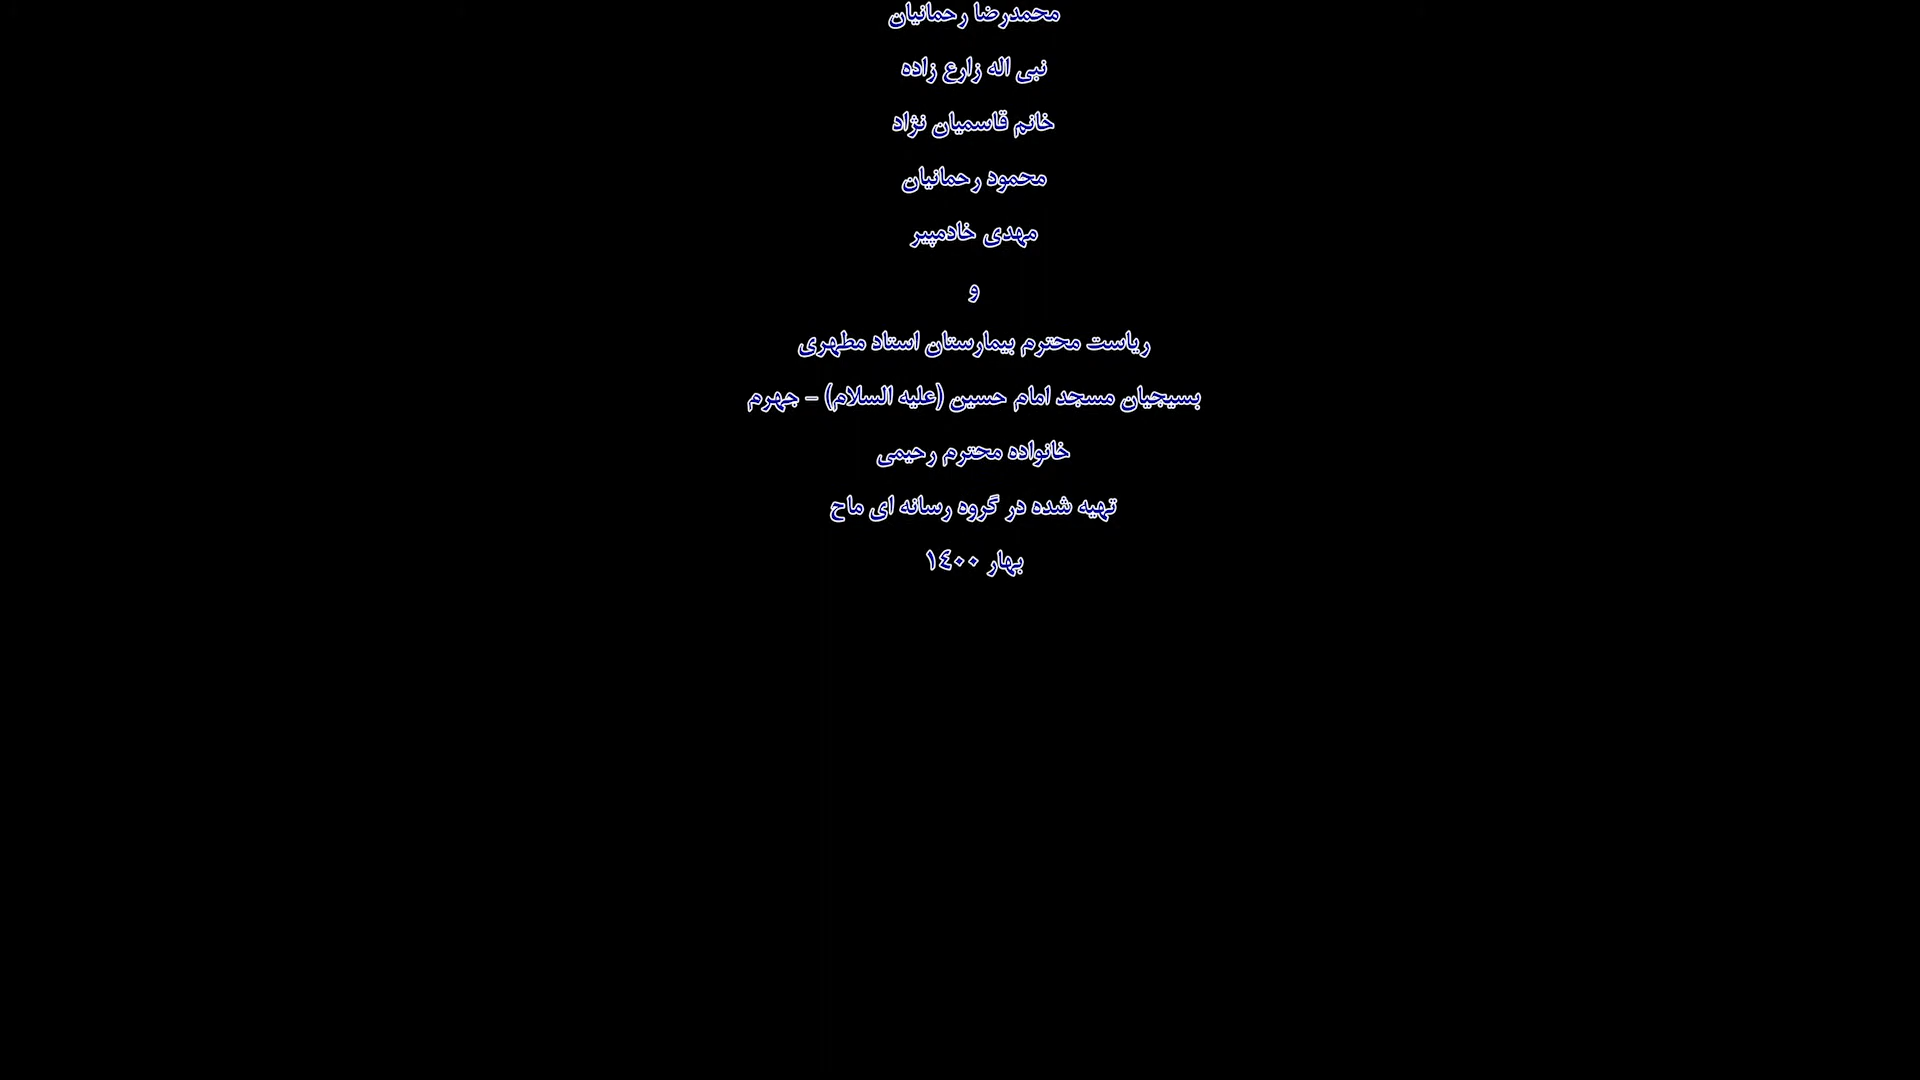 محمدرضا رحمانیان
نبی اله زارع زاده
خانم قاسمیان نژاد
محمود رحمانیان
مهدی خادمپیر
و
ریاست محترم بیمارستان استاد مطهری
بسیجیان مسجد امام حسین (علیه السلام) – جهرم
خانواده محترم رحیمی
تهیه شده در گروه رسانه ای ماح
بهار ١٤٠٠